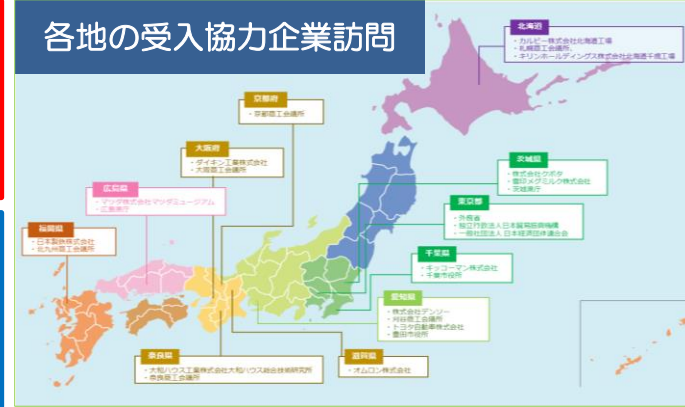 各地の受入協力企業訪問
北海道
・カルビー株式会社北海道工場
・札幌商工会議所、
・キリンホールディングス株式会社北海道千歳工場
京都府
・京都商工会議所
大阪府
・ダイキン工業株式会社
・大阪商工会議所
広島県
・マツダ株式会社マツダミュージアム
・広島県庁
福岡県
・日本製鉄株式会社
・北九州商工会議所
茨城県
・株式会社クボタ
・雪印メグミルク株式会社
・茨城県庁
東京都
・外務省
・独立行政法人日本貿易振興機構
・一般社団法人 日本経済団体連合会
千葉県
・キッコーマン株式会社
・千葉市役所
愛知県
・株式会社デンソー
・刈谷商工会議所
・トヨタ自動車株式会社
・豊田市役所
奈良県
・大和ハウス工業株式会社大和ハウス総合技術研究所
・奈良商工会議所
滋賀県
・オムロン株式会社